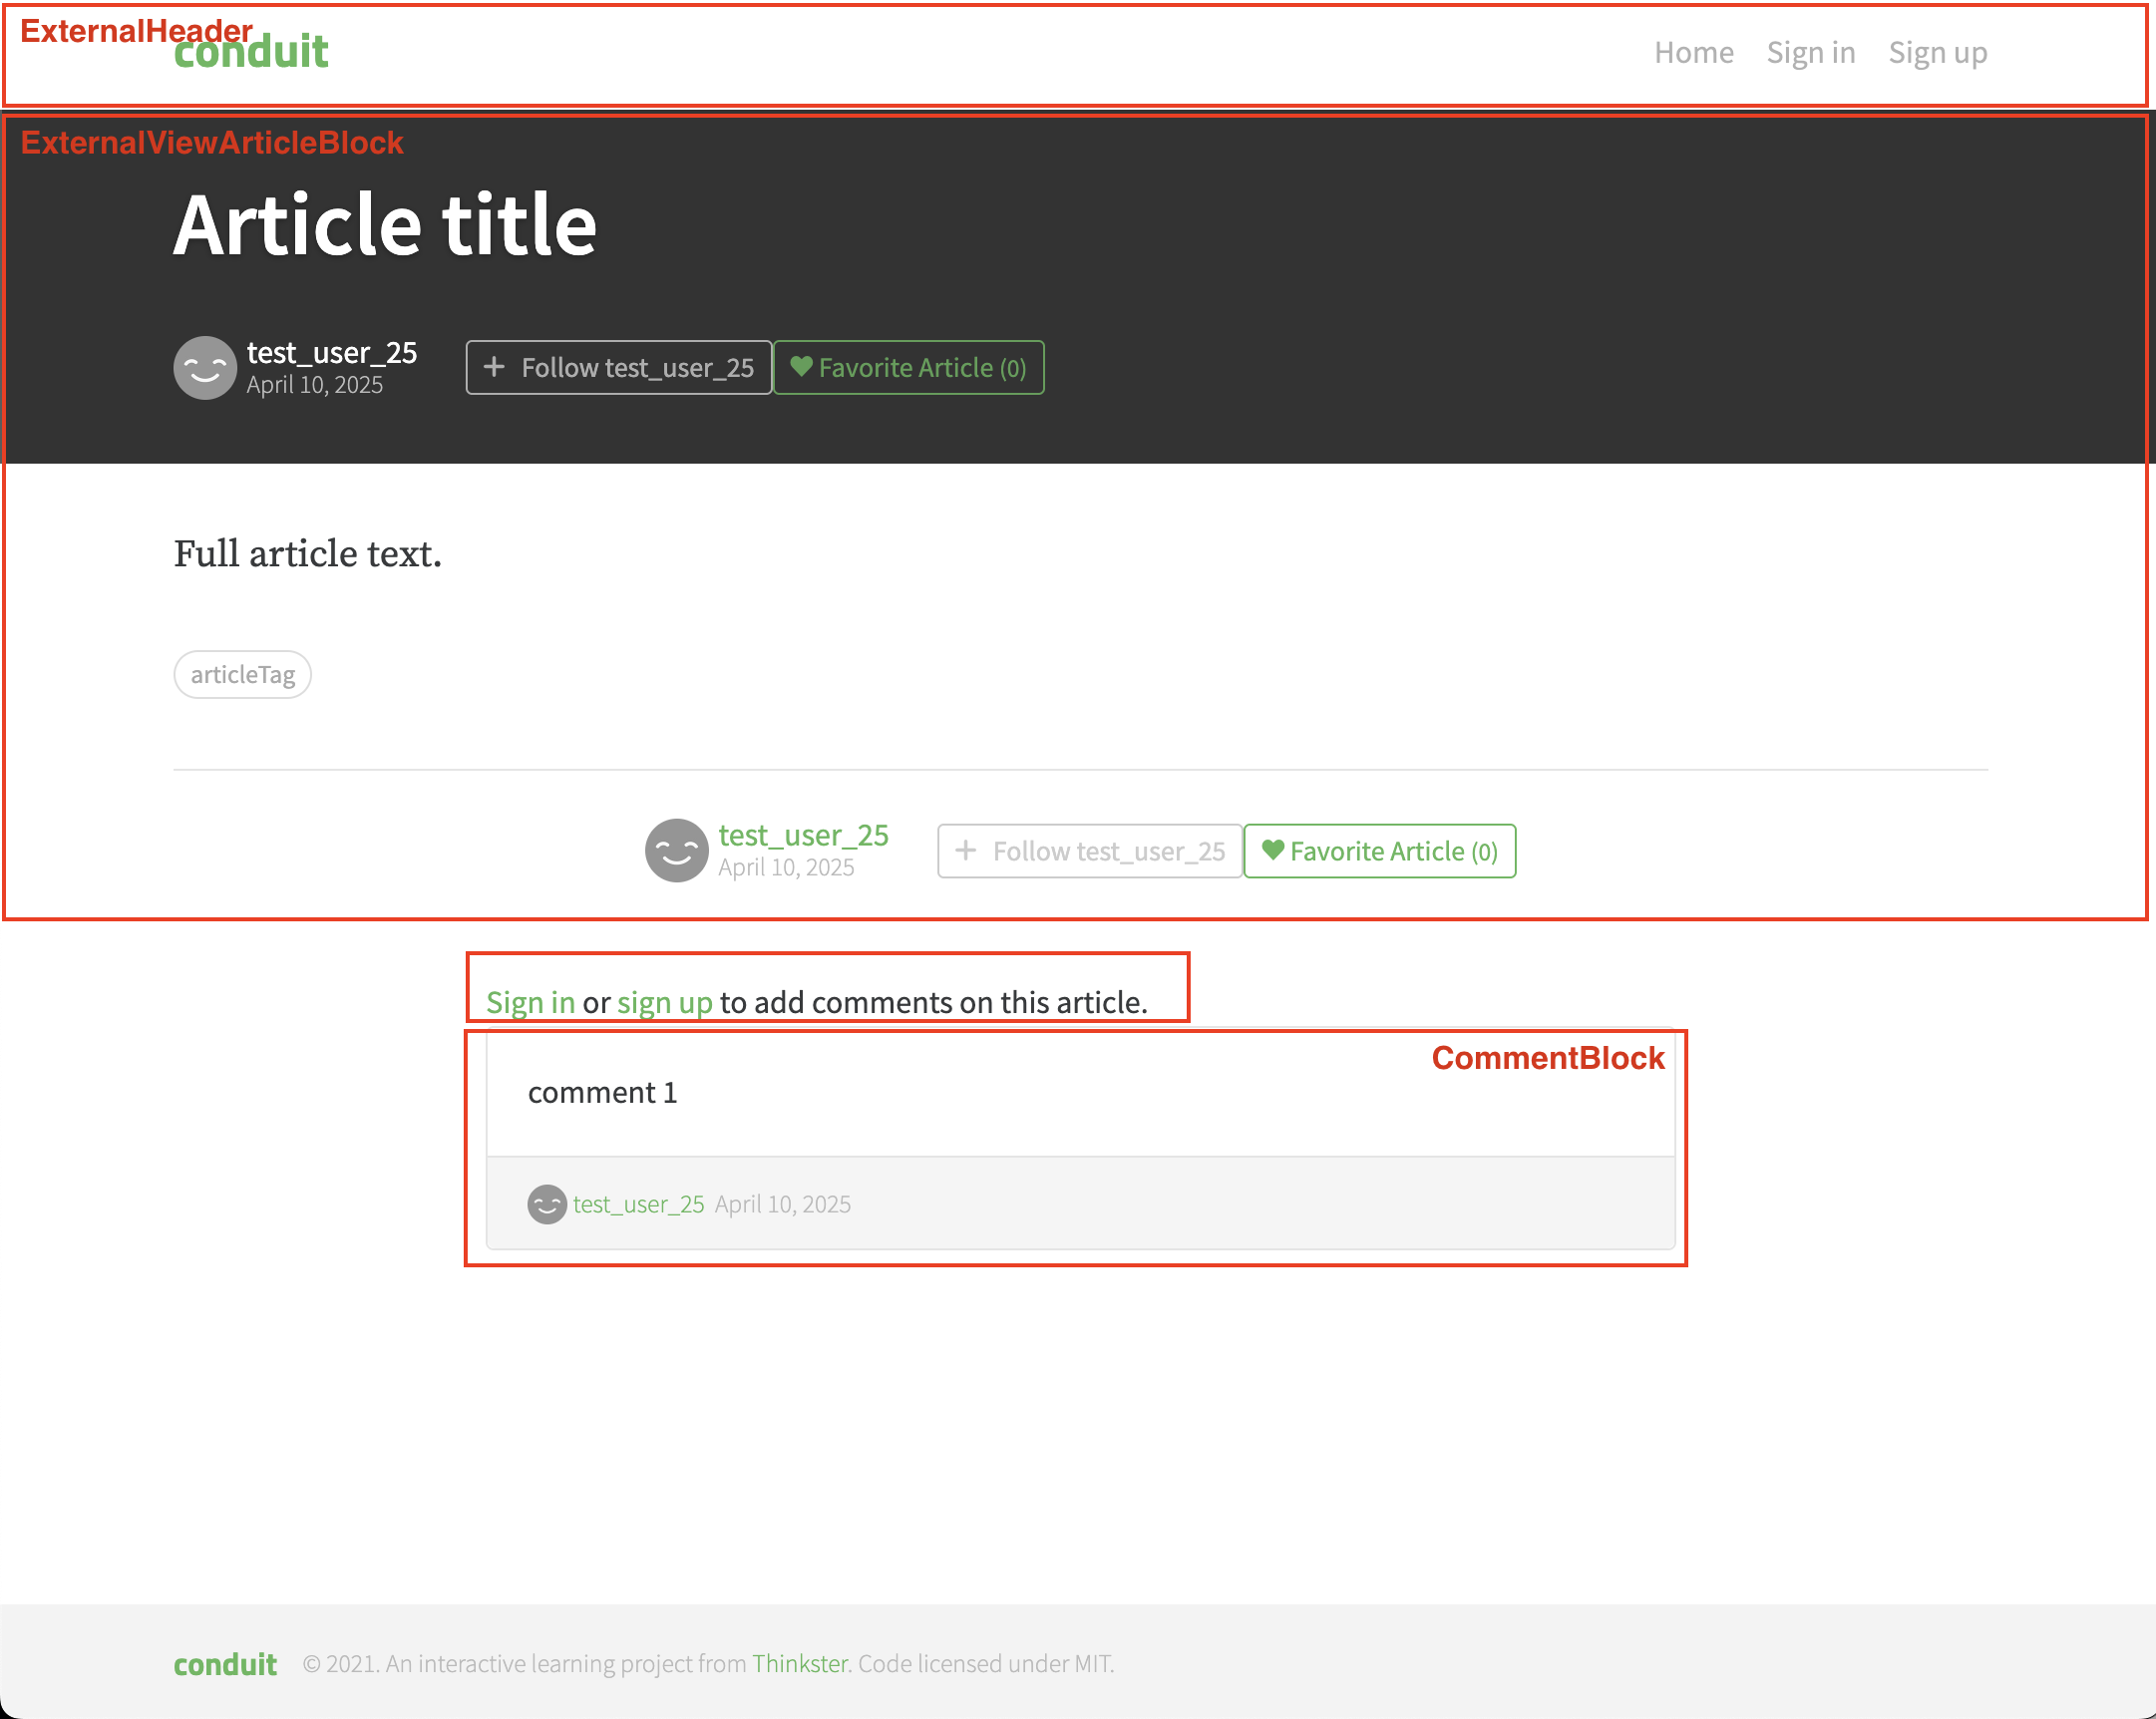 ExternalHeader
conduit
Home Sign in Sign up
ExternalViewArticleBlock
Article title
test_user_25
April 10, 2025
+ Follow test_user_25
Favorite Article (0)
Full article text.
articleTag
test_user_25
April 10, 2025
+ Follow test_user_25
Favorite Article (0)
Sign in or sign up to add comments on this article.
CommentBlock
comment 1
test_user_25 April 10, 2025
conduit © 2021. An interactive learning project from Thinkster. Code licensed under MIT.